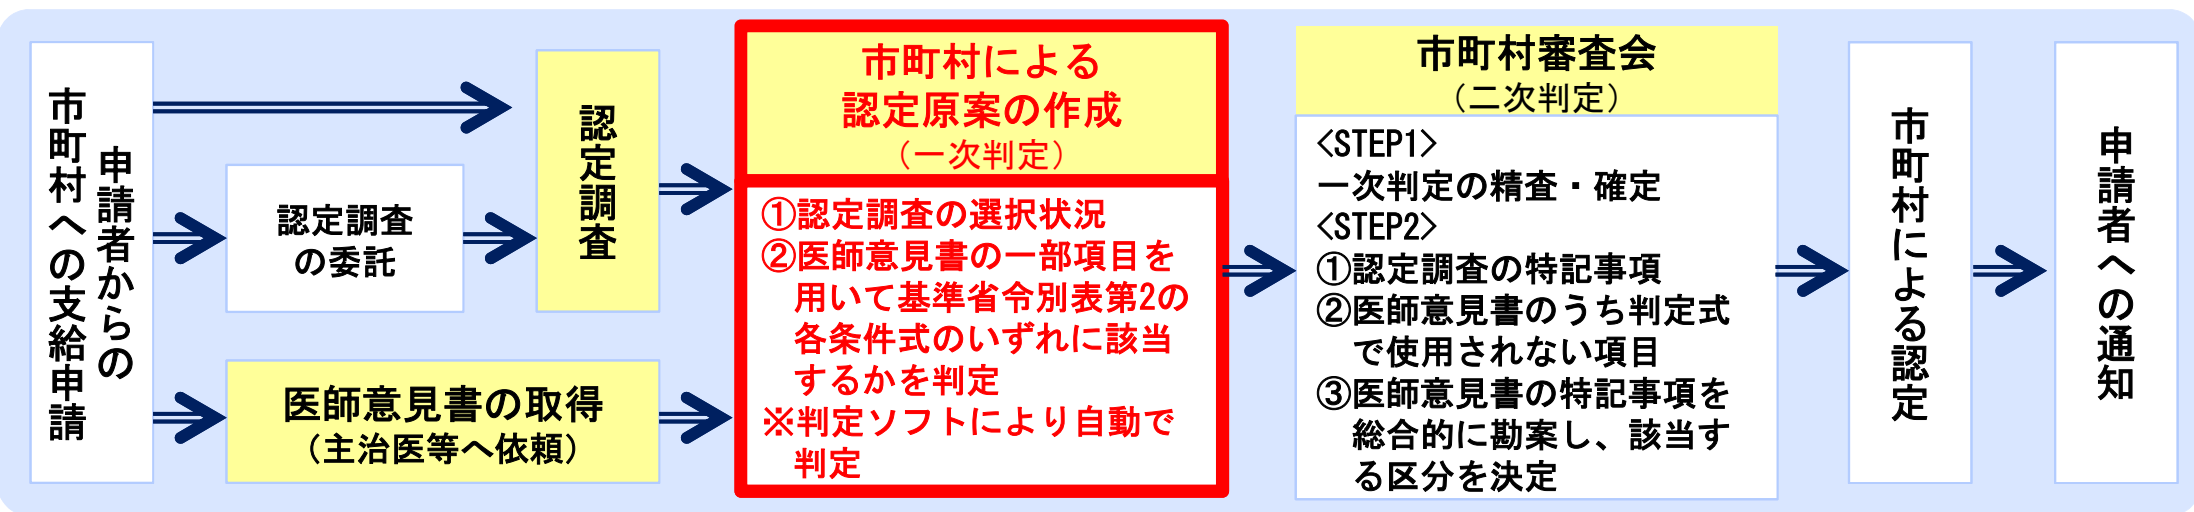 申請者からの
市町村への支給申請
認定調査
の委託
認定調査
医師意見書の取得
(主治医等へ依頼)
市町村による
認定原案の作成
(一次判定)
①認定調査の選択状況
②医師意見書の一部項目を
用いて基準省令別表第2の
各条件式のいずれに該当
するかを判定
※判定ソフトにより自動で
判定
市町村審査会
(二次判定)
<STEP1>
一次判定の精査・確定
<STEP2>
①認定調査の特記事項
②医師意見書のうち判定式
で使用されない項目
③医師意見書の特記事項を
総合的に勘案し、該当す
る区分を決定
市町村による認定
申請者への通知